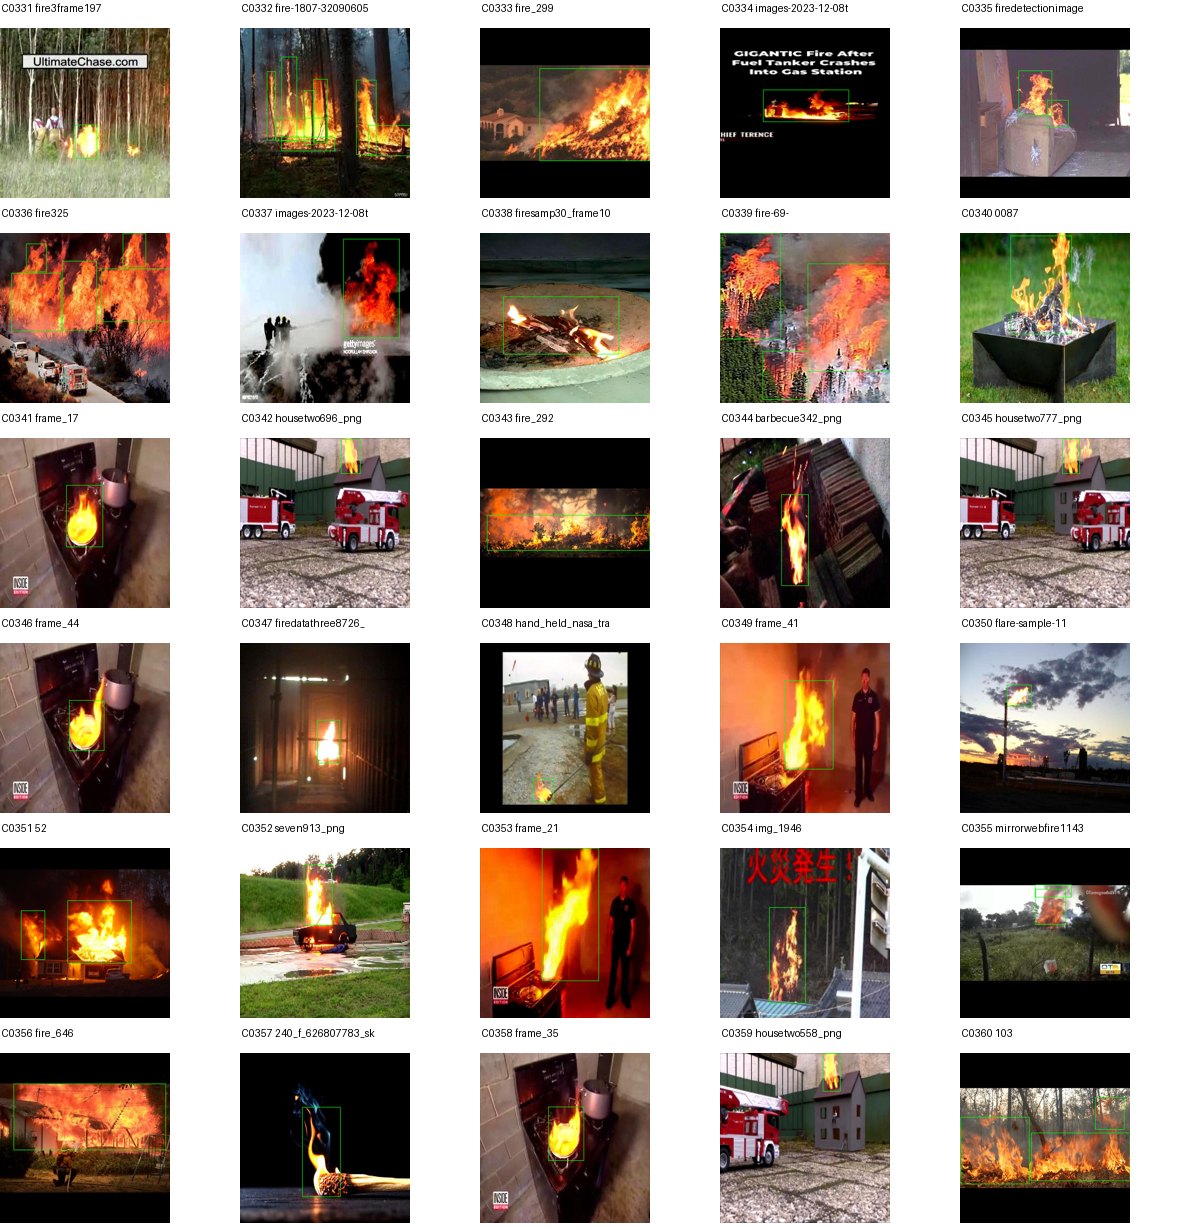 C0331 fire3frame197
C0332 fire-1807-32090605
C0333 fire_299
C0334 images-2023-12-08t
C0335 firedetectionimage
UltimateChase.com
GIGANTIC Fire After
Fuel Tanker Crashes
Into Gas Station
HIEF TERENCE
C0336 fire325
C0337 images-2023-12-08t
C0338 firesamp30_frame10
C0339 fire-69-
C0340 0087
gettyimages
C0341 frame_17
C0342 housetwo696_png
C0343 fire_292
C0344 barbecue342_png
C0345 housetwo777_png
INSIDE
EDITION
C0346 frame_44
C0347 firedatathree8726_
C0348 hand_held_nasa_tra
C0349 frame_41
C0350 flare-sample-11
INSIDE
EDITION
INSIDE
EDITION
C0351 52
C0352 seven913_png
C0353 frame_21
C0354 img_1946
C0355 mirrorwebfire1143
火災発生!
INSIDE
EDITION
C0356 fire_646
C0357 240_f_626807783_sk
C0358 frame_35
C0359 housetwo558_png
C0360 103
INSIDE
EDITION